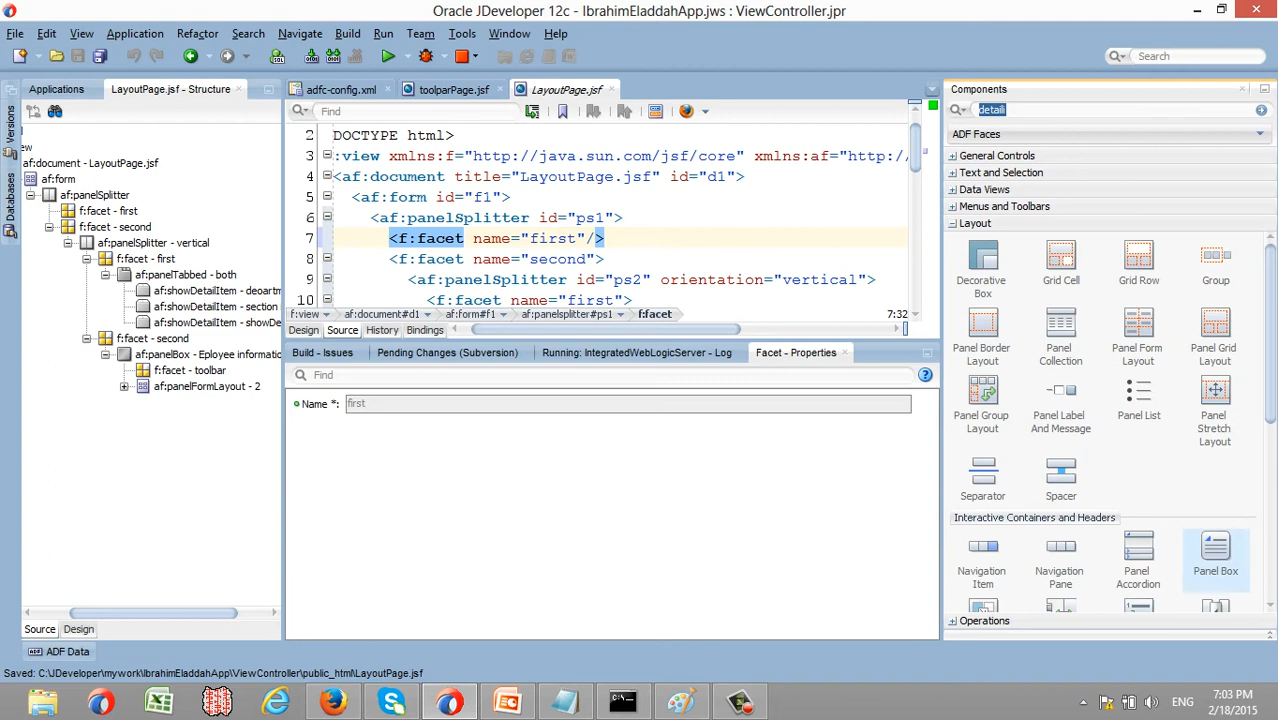 Oracle JDeveloper 12c - IbrahimEladdahApp.jws : ViewController.jpr
File Edit View Application Refactor Search Navigate Build Run Team Tools Window Help
Search
Applications
LayoutPage.jsf - Structure
adfc-config.xml
toolparPage.jsf
LayoutPage.jsf
Components
Find
detaili
ADF Faces
General Controls
Text and Selection
Data Views
Menus and Toolbars
Layout
Decorative Box
Grid Cell
Grid Row
Group
Panel Border Layout
Panel Collection
Panel Form Layout
Panel Grid Layout
Panel Group Layout
Panel Label And Message
Panel List
Panel Stretch Layout
Separator
Spacer
Interactive Containers and Headers
Navigation Item
Navigation Pane
Panel Accordion
Panel Box
Operations
Versions
Databases
ew
af:document - LayoutPage.jsf
af:form
af:panelSplitter
f:facet - first
f:facet - second
af:panelSplitter - vertical
f:facet - first
af:panelTabbed - both
af:showDetailItem - deoartr
af:showDetailItem - section
af:showDetailItem - showDe
f:facet - second
af:panelBox - Eployee informatio
f:facet - toolbar
af:panelFormLayout - 2
Source
Design
ADF Data
2 DOCTYPE html>
3 :view xmlns:f="http://java.sun.com/jsf/core" xmlns:af="http:/
4 <af:document title="LayoutPage.jsf" id="d1">
5 <af:form id="f1">
6 <af:panelSplitter id="ps1">
7 <f:facet name="first"/>
8 <f:facet name="second">
9 <af:panelSplitter id="ps2" orientation="vertical">
10 <f:facet name="first">
f:view af:document#d1 af:form#f1 af:panelsplitter#ps1 f:facet 7:32
Design Source History Bindings
Build - Issues
Pending Changes (Subversion)
Running: IntegratedWebLogicServer - Log
Facet - Properties
Find
Name *: first
Saved: C:\JDeveloper\mywork\IbrahimEladdahApp\ViewController\public_html\LayoutPage.jsf
ENG
7:03 PM
2/18/2015